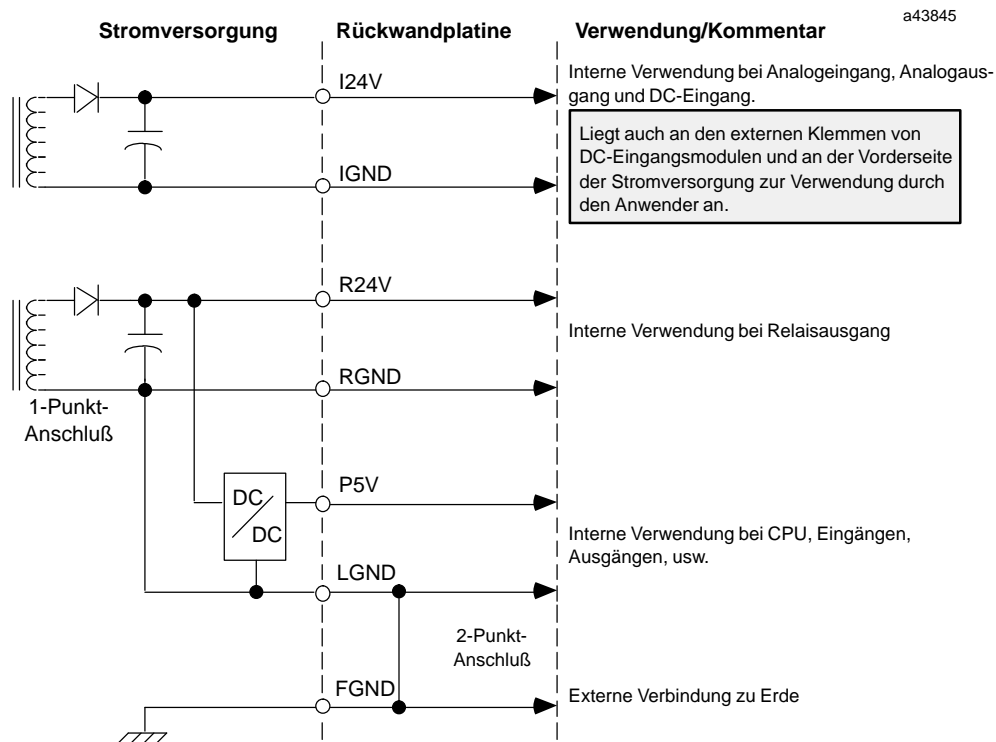 a43845
Stromversorgung
Rückwandplatine
Verwendung/Kommentar
I24V
Interne Verwendung bei Analogeingang, Analogaus-
gang und DC-Eingang.
Liegt auch an den externen Klemmen von
DC-Eingangsmodulen und an der Vorderseite
der Stromversorgung zur Verwendung durch
den Anwender an.
IGND
R24V
Interne Verwendung bei Relaisausgang
RGND
1-Punkt-
Anschluß
DC
DC
P5V
Interne Verwendung bei CPU, Eingängen,
Ausgängen, usw.
LGND
2-Punkt-
Anschluß
FGND
Externe Verbindung zu Erde